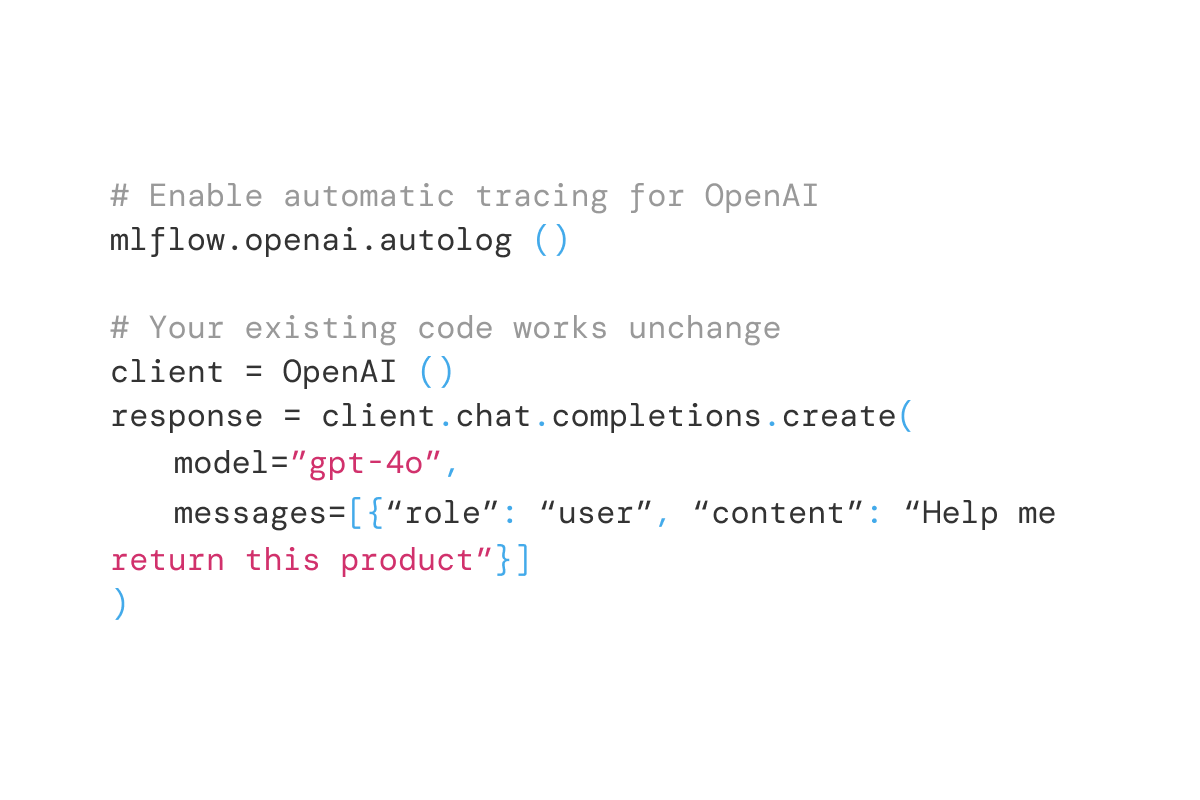 # Enable automatic tracing for OpenAI
mlflow.openai.autolog ()
# Your existing code works unchange
client = OpenAI ()
response = client.chat.completions.create(
model=”gpt-4o”,
messages=[{“role”: “user”, “content”: “Help me
return this product”}]
)